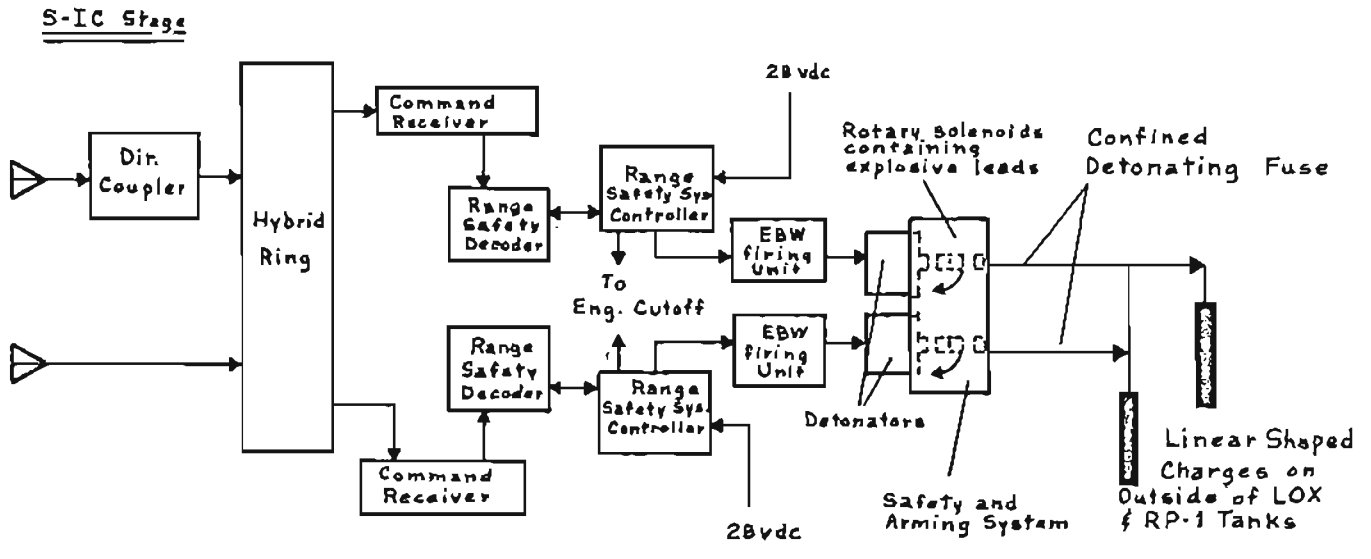 S-IC Stage
Dir.
Coupler
Hybrid
Ring
Command
Receiver
Range
Safety
Decoder
28 vdc
Range
Safety Sys.
Controller
To
Eng. Cutoff
EBW
firing
Unit
Rotary solenoids
containing
explosive leads
Confined
Detonating Fuse
Range
Safety
Decoder
Command
Receiver
Range
Safety Sys.
Controller
28 vdc
EBW
firing
Unit
Detonators
Safety and
Arming System
Linear Shaped
Charges on
Outside of LOX
& RP-1 Tanks